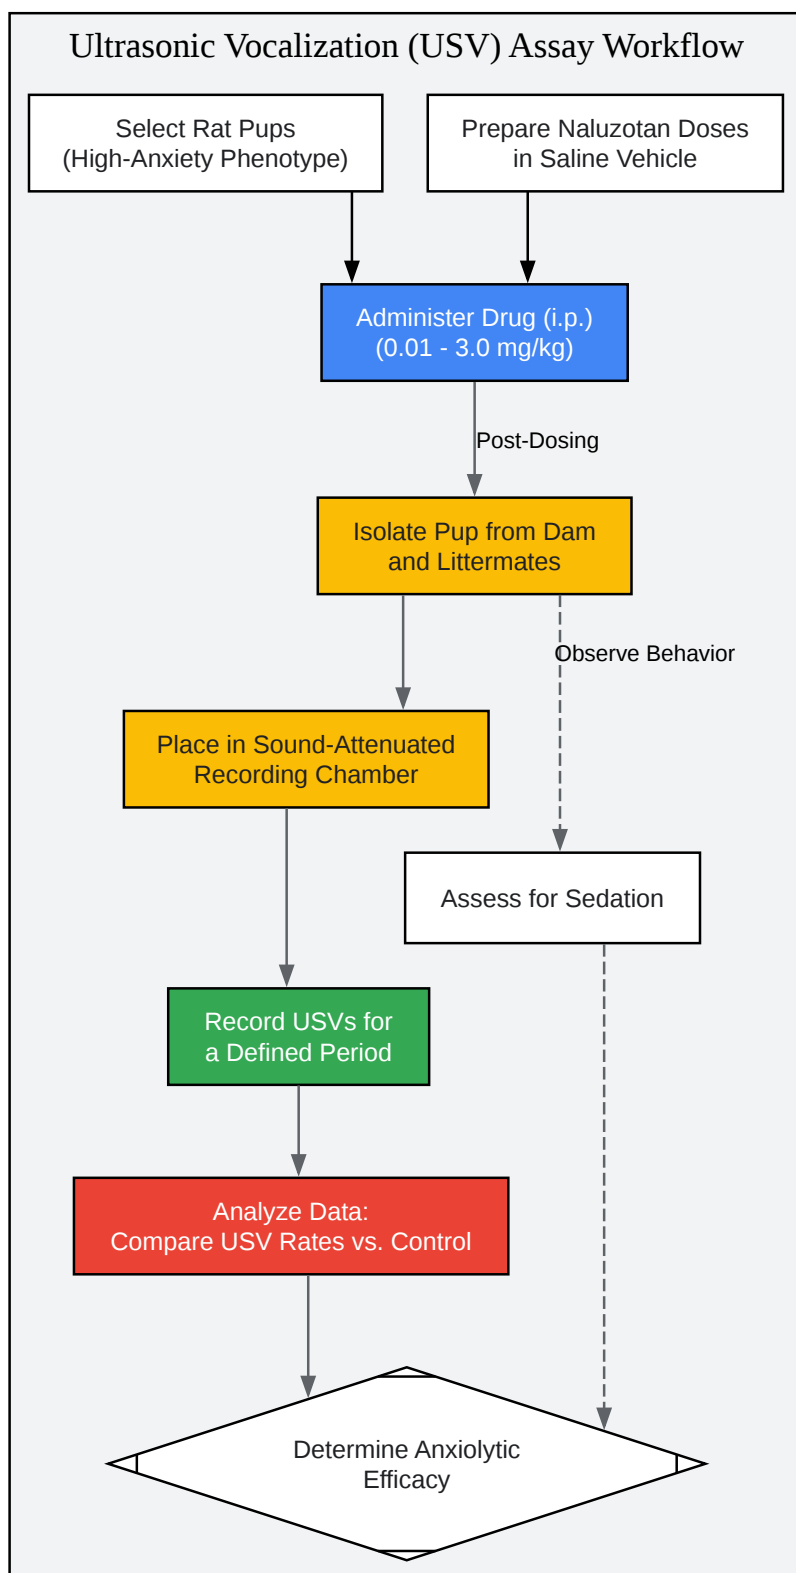 Ultrasonic Vocalization (USV) Assay Workflow
Select Rat Pups
(High-Anxiety Phenotype)
Prepare Naluzotan Doses
in Saline Vehicle
Administer Drug (i.p.)
(0.01 - 3.0 mg/kg)
Post-Dosing
Isolate Pup from Dam
and Littermates
Observe Behavior
Place in Sound-Attenuated
Recording Chamber
Assess for Sedation
Record USVs for
a Defined Period
Analyze Data:
Compare USV Rates vs. Control
Determine Anxiolytic
Efficacy